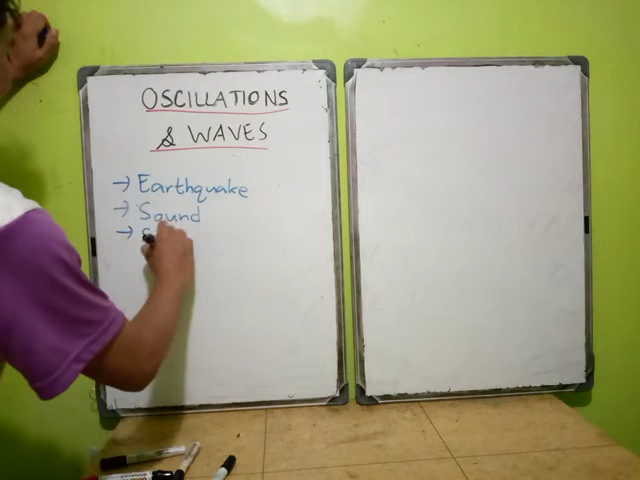 OSCILLATIONS
& WAVES
→ Earthquake
→ Sound
→ S